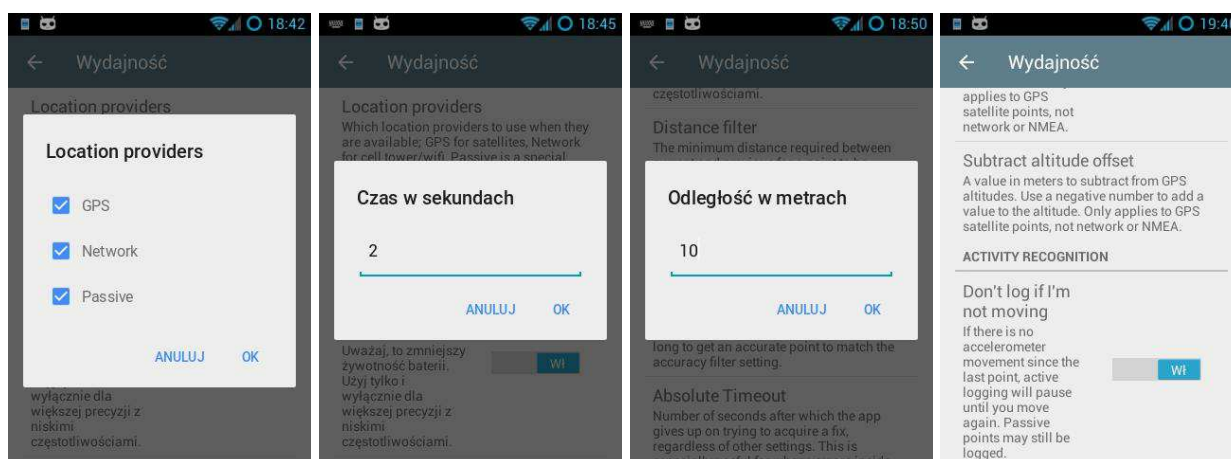 18:42
Wydajność
Location providers
Location providers
GPS
Network
Passive
ANULUJ OK
wyłącznie dla
większej precyzji z
niskimi
częstotliwościami.
18:45
Wydajność
Location providers
Which location providers to use when they
are available; GPS for satellites, Network
for cell tower/wifi. Passive is a special
Czas w sekundach
2
ANULUJ OK
Uważaj, to zmniejszy
żywotność baterii.
Użyj tylko i
wyłącznie dla
większej precyzji z
niskimi
częstotliwościami.
Wł
18:50
Wydajność
częstotliwościami.
Distance filter
The minimum distance required between
Odległość w metrach
10
ANULUJ OK
long to get an accurate point to match the
accuracy filter setting.
Absolute Timeout
Number of seconds after which the app
gives up on trying to acquire a fix,
regardless of other settings. This is
Wydajność
applies to GPS
satellite points, not
network or NMEA.
Subtract altitude offset
A value in meters to subtract from GPS
altitudes. Use a negative number to add a
value to the altitude. Only applies to GPS
satellite points, not network or NMEA.
ACTIVITY RECOGNITION
Don't log if I'm
not moving
If there is no
accelerometer
movement since the
last point, active
logging will pause
until you move
again. Passive
points may still be
logged.
Wł